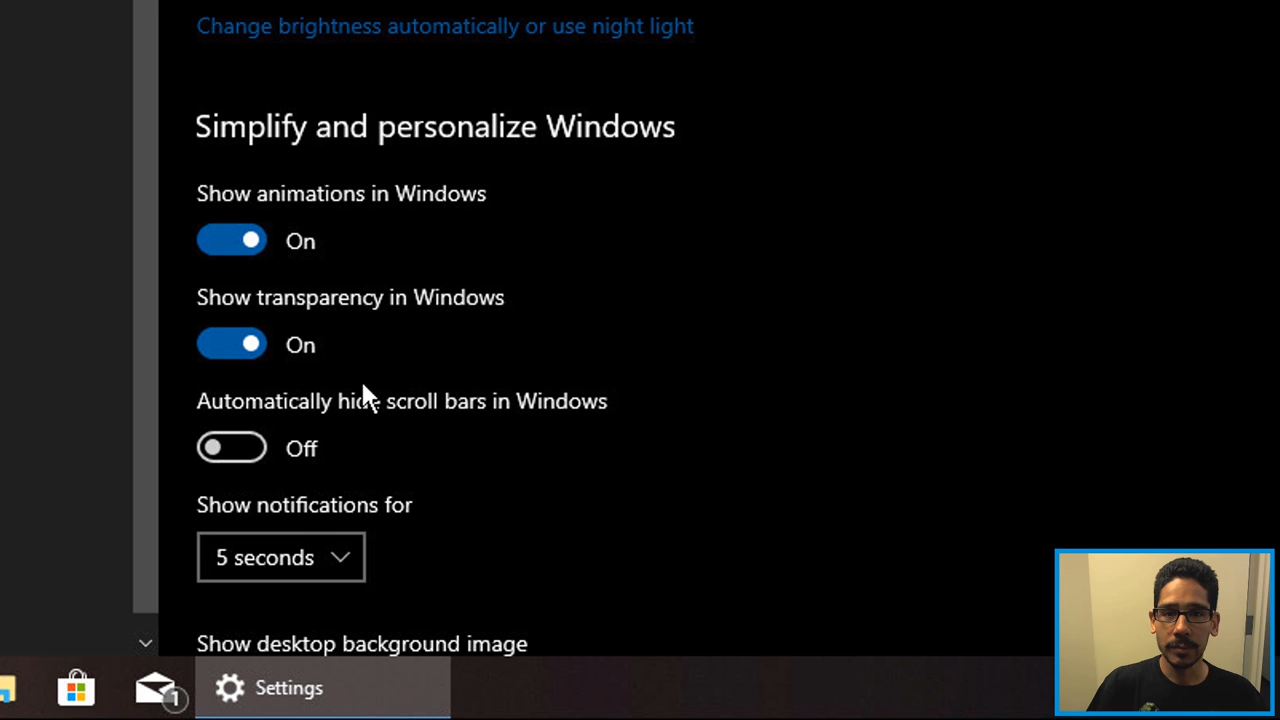 Change brightness automatically or use night light
Simplify and personalize Windows
Show animations in Windows
On
Show transparency in Windows
On
Automatically hide scroll bars in Windows
Off
Show notifications for
5 seconds
Show desktop background image
1
Settings